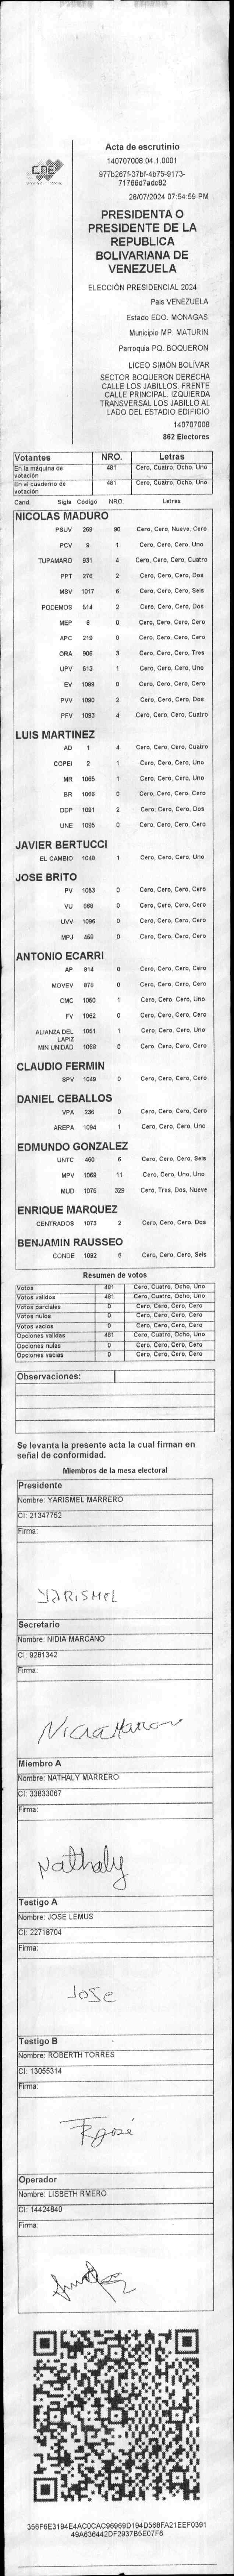 CNE
Acta de escrutinio
140707008.04.1.0001
977b267f-37bf-4b75-9173-
71766d7adc62
28/07/2024 07:54:59 PM
PRESIDENTA O
PRESIDENTE DE LA
REPUBLICA
BOLIVARIANA DE
VENEZUELA
ELECCIÓN PRESIDENCIAL 2024
Pais VENEZUELA
Estado EDO. MONAGAS
Municipio MP. MATURIN
Parroquia PQ. BOQUERON
LICEO SIMÓN BOLÍVAR
SECTOR BOQUERON DERECHA
CALLE LOS JABILLOS. FRENTE
CALLE PRINCIPAL. IZQUIERDA
TRANSVERSAL LOS JABILLO AL
LADO DEL ESTADIO EDIFICIO
140707008
862 Electores
Votantes NRO. Letras
En la máquina de votación 481 Cero, Cuatro, Ocho, Uno
En el cuaderno de votación 481 Cero, Cuatro, Ocho, Uno
Cand. Sigla Código NRO. Letras
NICOLAS MADURO
PSUV 269 90 Cero, Cero, Nueve, Cero
PCV 9 1 Cero, Cero, Cero, Uno
TUPAMARO 931 4 Cero, Cero, Cero, Cuatro
PPT 276 2 Cero, Cero, Cero, Dos
MSV 1017 6 Cero, Cero, Cero, Seis
PODEMOS 514 2 Cero, Cero, Cero, Dos
MEP 6 0 Cero, Cero, Cero, Cero
APC 219 0 Cero, Cero, Cero, Cero
ORA 906 3 Cero, Cero, Cero, Tres
UPV 513 1 Cero, Cero, Cero, Uno
EV 1089 0 Cero, Cero, Cero, Cero
PVV 1090 2 Cero, Cero, Cero, Dos
PFV 1093 4 Cero, Cero, Cero, Cuatro
LUIS MARTINEZ
AD 1 4 Cero, Cero, Cero, Cuatro
COPEI 2 1 Cero, Cero, Cero, Uno
MR 1065 1 Cero, Cero, Cero, Uno
BR 1066 0 Cero, Cero, Cero, Cero
DDP 1091 2 Cero, Cero, Cero, Dos
UNE 1095 0 Cero, Cero, Cero, Cero
JAVIER BERTUCCI
EL CAMBIO 1048 1 Cero, Cero, Cero, Uno
JOSE BRITO
PV 1053 0 Cero, Cero, Cero, Cero
VU 968 0 Cero, Cero, Cero, Cero
UVV 1096 0 Cero, Cero, Cero, Cero
MPJ 458 0 Cero, Cero, Cero, Cero
ANTONIO ECARRI
AP 914 0 Cero, Cero, Cero, Cero
MOVEV 979 0 Cero, Cero, Cero, Cero
CMC 1050 1 Cero, Cero, Cero, Uno
FV 1062 0 Cero, Cero, Cero, Cero
ALIANZA DEL LAPIZ 1051 1 Cero, Cero, Cero, Uno
MIN UNIDAD 1068 0 Cero, Cero, Cero, Cero
CLAUDIO FERMIN
SPV 1049 0 Cero, Cero, Cero, Cero
DANIEL CEBALLOS
VPA 236 0 Cero, Cero, Cero, Cero
AREPA 1094 1 Cero, Cero, Cero, Uno
EDMUNDO GONZALEZ
UNTC 460 6 Cero, Cero, Cero, Seis
MPV 1069 11 Cero, Cero, Uno, Uno
MUD 1075 329 Cero, Tres, Dos, Nueve
ENRIQUE MARQUEZ
CENTRADOS 1073 2 Cero, Cero, Cero, Dos
BENJAMIN RAUSSEO
CONDE 1092 6 Cero, Cero, Cero, Seis
Resumen de votos
Votos 481 Cero, Cuatro, Ocho, Uno
Votos validos 481 Cero, Cuatro, Ocho, Uno
Votos parciales 0 Cero, Cero, Cero, Cero
Votos nulos 0 Cero, Cero, Cero, Cero
Votos vacios 0 Cero, Cero, Cero, Cero
Opciones validas 481 Cero, Cuatro, Ocho, Uno
Opciones nulas 0 Cero, Cero, Cero, Cero
Opciones vacias 0 Cero, Cero, Cero, Cero
Observaciones:
Se levanta la presente acta la cual firman en
señal de conformidad.
Miembros de la mesa electoral
Presidente
Nombre: YARISMEL MARRERO
CI: 21347752
Firma:
YARISMEL
Secretario
Nombre: NIDIA MARCANO
CI: 9281342
Firma:
Miembro A
Nombre: NATHALY MARRERO
CI: 33833067
Firma:
Nathaly
Testigo A
Nombre: JOSE LEMUS
CI: 22718704
Firma:
Jose
Testigo B
Nombre: ROBERTH TORRES
CI: 13055314
Firma:
Operador
Nombre: LISBETH RMERO
CI: 14424840
Firma:
356F6E3194E4AC0CAC96969D194D568FA21EEF0391
49A636442DF2937B5E07F6